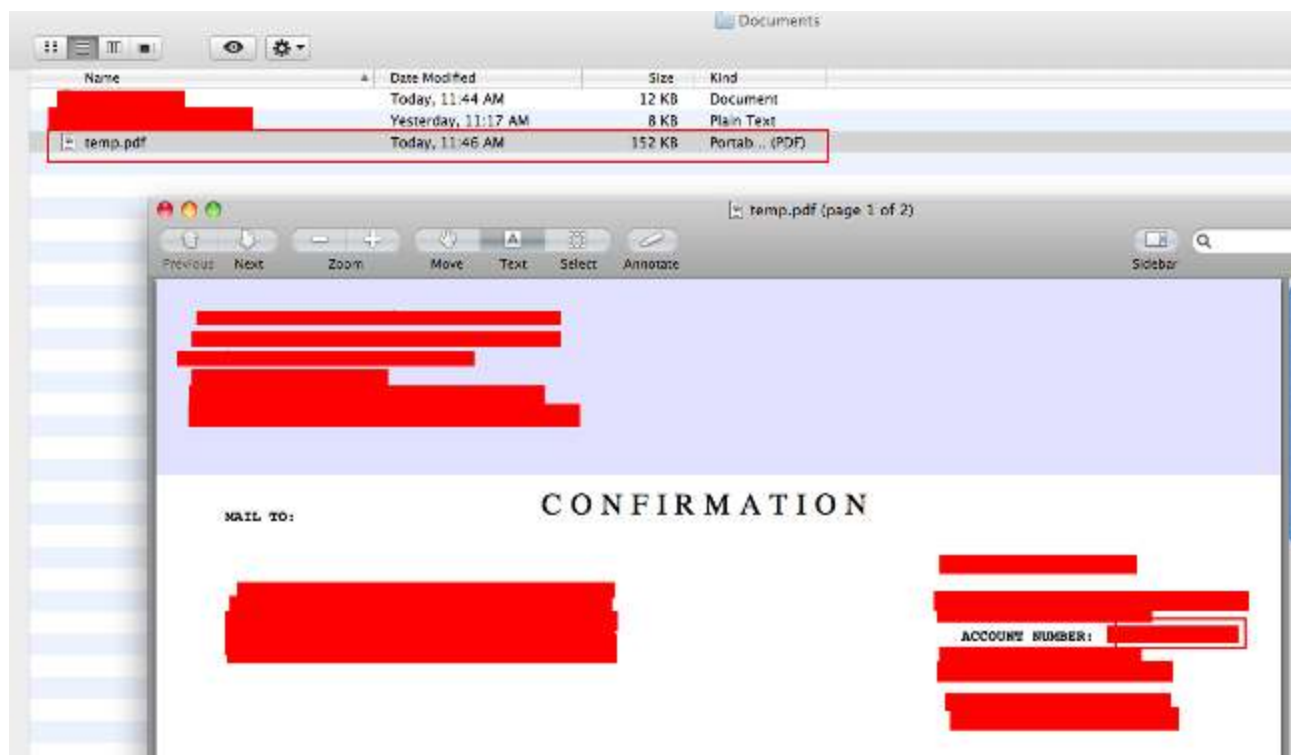 Documents
Name Date Modified Size Kind
Today, 11:44 AM 12 KB Document
Yesterday, 11:17 AM 8 KB Plain Text
temp.pdf Today, 11:46 AM 152 KB Portab... (PDF)
temp.pdf (page 1 of 2)
Previous Next Zoom Move Text Select Annotate Sidebar
CONFIRMATION
MAIL TO:
ACCOUNT NUMBER: